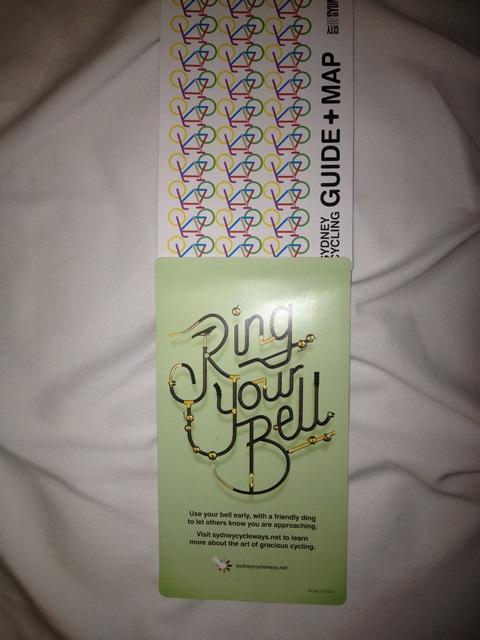 SYDNEY
CYCLING
GUIDE+MAP
Ring
Your
Bell
Use your bell early, with a friendly ding
to let others know you are approaching.
Visit sydneycycleways.net to learn
more about the art of gracious cycling.
sydneycycleways.net